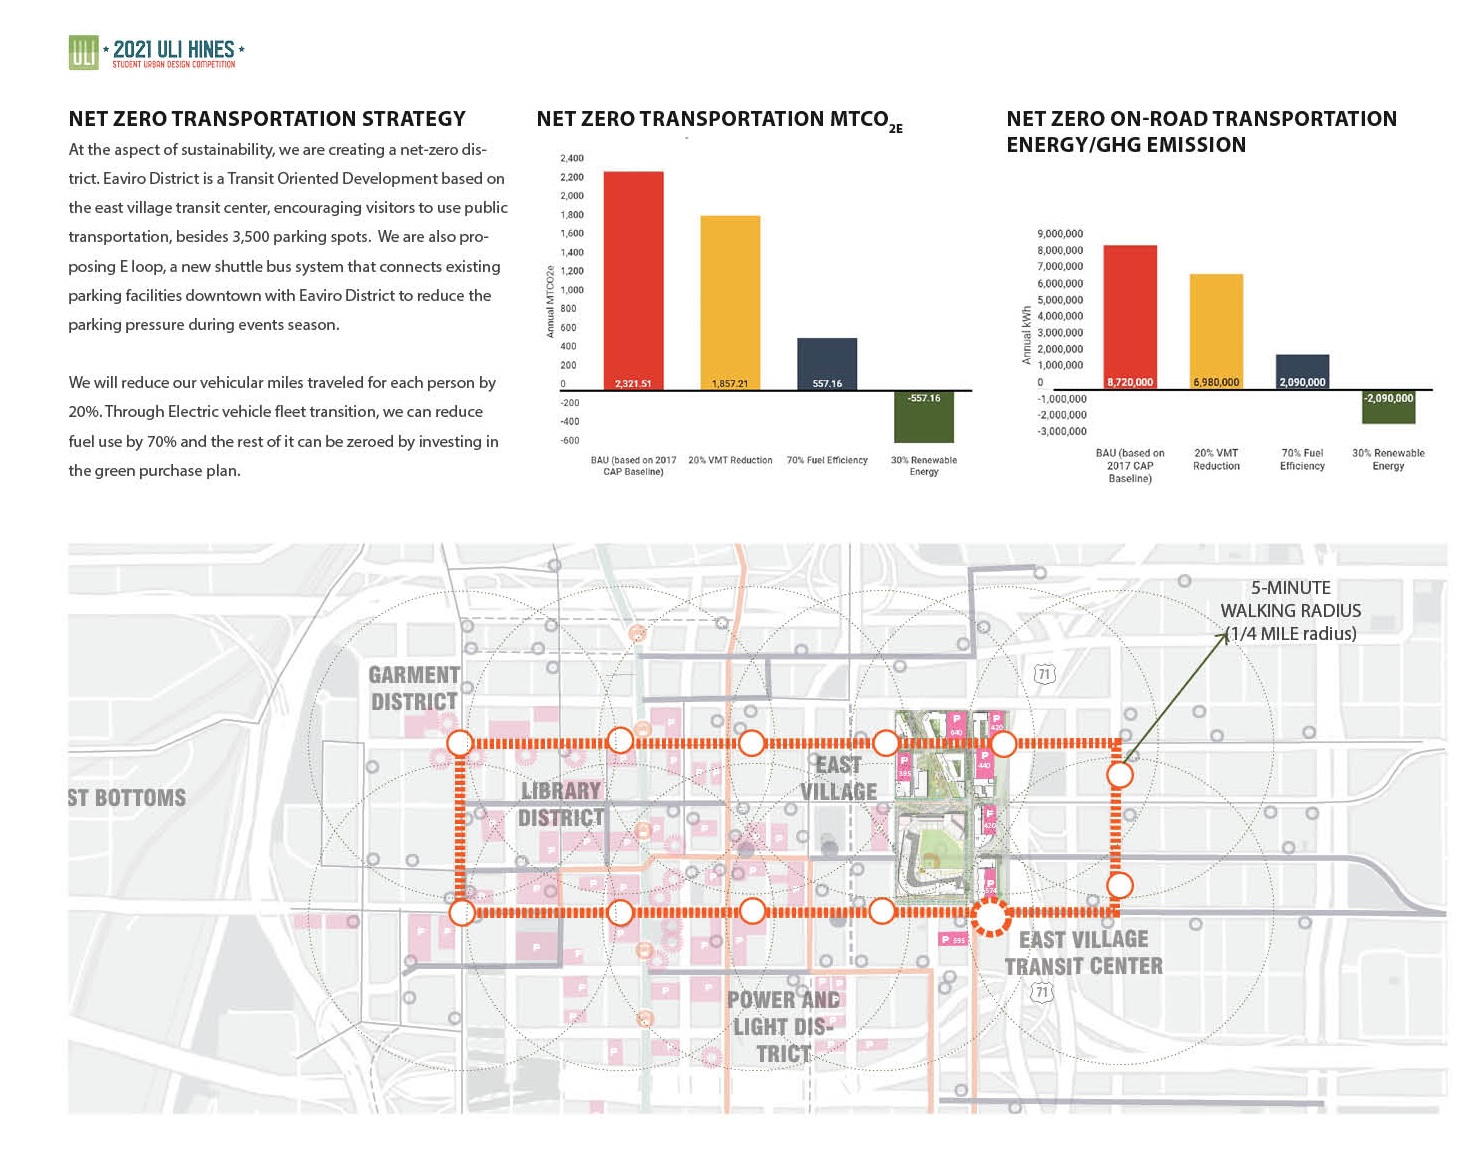 ULI * 2021 ULI HINES *
STUDENT URBAN DESIGN COMPETITION
NET ZERO TRANSPORTATION STRATEGY
At the aspect of sustainability, we are creating a net-zero dis-
trict. Eaviro District is a Transit Oriented Development based on
the east village transit center, encouraging visitors to use public
transportation, besides 3,500 parking spots. We are also pro-
posing E loop, a new shuttle bus system that connects existing
parking facilities downtown with Eaviro District to reduce the
parking pressure during events season.
We will reduce our vehicular miles traveled for each person by
20%. Through Electric vehicle fleet transition, we can reduce
fuel use by 70% and the rest of it can be zeroed by investing in
the green purchase plan.
NET ZERO TRANSPORTATION MTCO2E
Annual MTCO2e
2,400
2,200
2,000
1,800
1,600
1,400
1,200
1,000
800
600
400
200
0
-200
-400
-600
2,321.51
1,857.21
557.16
-557.16
BAU (based on 2017
CAP Baseline)
20% VMT Reduction
70% Fuel Efficiency
30% Renewable
Energy
NET ZERO ON-ROAD TRANSPORTATION
ENERGY/GHG EMISSION
Annual kWh
9,000,000
8,000,000
7,000,000
6,000,000
5,000,000
4,000,000
3,000,000
2,000,000
1,000,000
0
-1,000,000
-2,000,000
-3,000,000
8,720,000
6,980,000
2,090,000
-2,090,000
BAU (based on
2017 CAP
Baseline)
20% VMT
Reduction
70% Fuel
Efficiency
30% Renewable
Energy
5-MINUTE
WALKING RADIUS
(1/4 MILE radius)
GARMENT
DISTRICT
71
P
640
P
420
P
395
P
440
EAST
VILLAGE
LIBRARY
DISTRICT
ST BOTTOMS
P
P
574
P 595
EAST VILLAGE
TRANSIT CENTER
71
POWER AND
LIGHT DIS-
TRICT